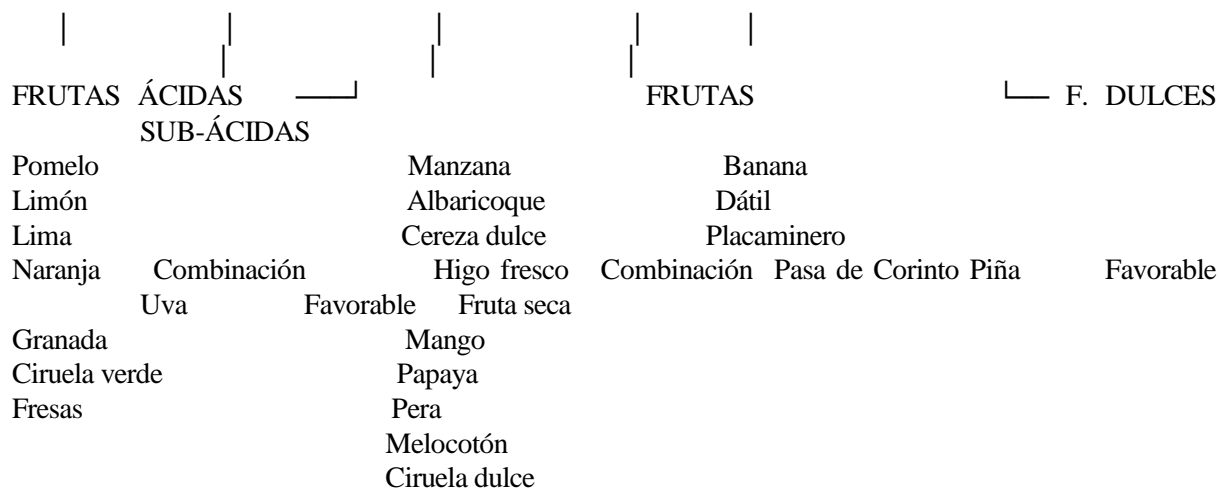 FRUTAS ÁCIDAS FRUTAS F. DULCES
SUB-ÁCIDAS
Pomelo Manzana Banana
Limón Albaricoque Dátil
Lima Cereza dulce Placaminero
Naranja Combinación Higo fresco Combinación Pasa de Corinto Piña Favorable
Uva Favorable Fruta seca
Granada Mango
Ciruela verde Papaya
Fresas Pera
Melocotón
Ciruela dulce